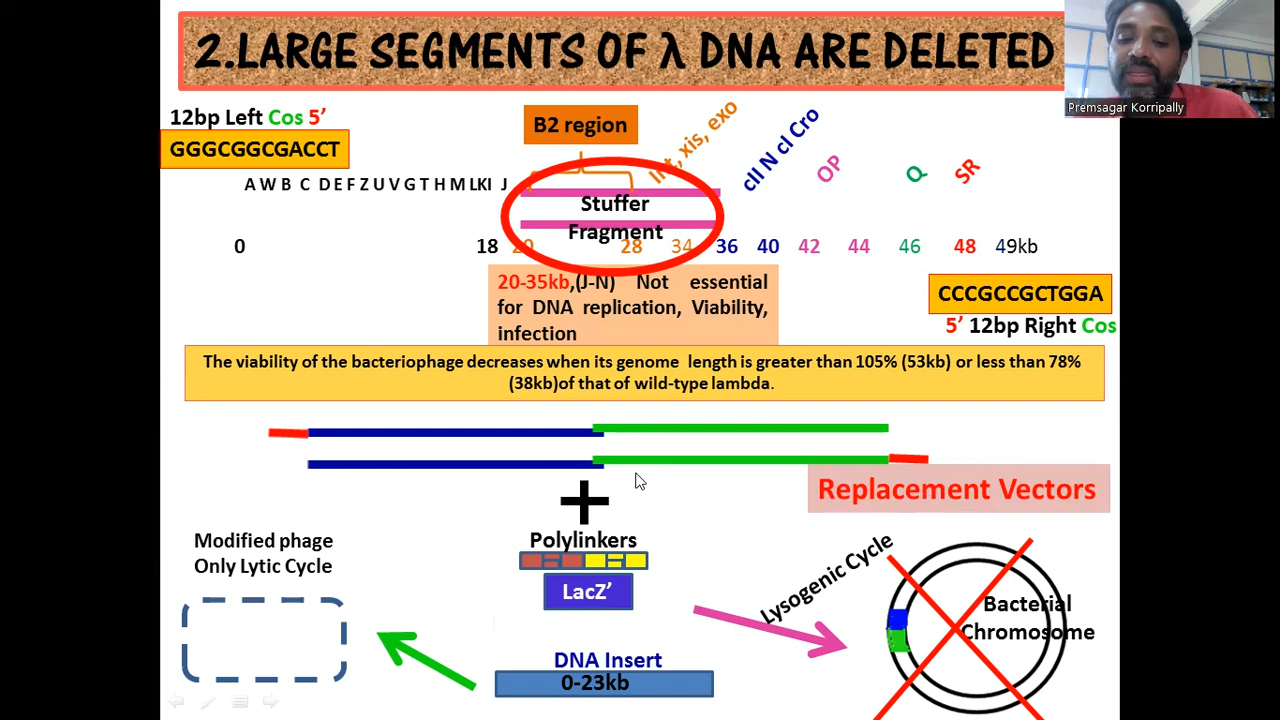 2.LARGE SEGMENTS OF λ DNA ARE DELETED
Premsagar Korripally
12bp Left Cos 5’
GGGCGGCGACCT
B2 region
Int, xis, exo
cII N cI Cro
OP
Q
SR
A W B C D E F Z U V G T H M LKI J
Stuffer
Fragment
0 18 20 28 34 36 40 42 44 46 48 49kb
20-35kb,(J-N) Not essential
for DNA replication, Viability,
infection
CCCGCCGCTGGA
5’ 12bp Right Cos
The viability of the bacteriophage decreases when its genome length is greater than 105% (53kb) or less than 78%
(38kb)of that of wild-type lambda.
Replacement Vectors
Modified phage
Only Lytic Cycle
Polylinkers
LacZ’
Lysogenic Cycle
Bacterial
Chromosome
DNA Insert
0-23kb